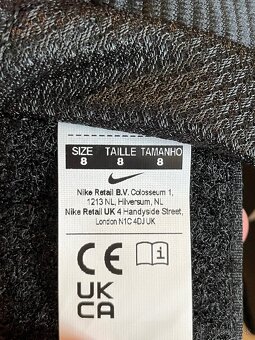 SIZE TAILLE TAMANHO
8 8 8
Nike Retail B.V. Colosseum 1,
1213 NL, Hilversum, NL
Nike Retail UK 4 Handyside Street,
London N1C 4DJ UK
CE
UK
CA
i